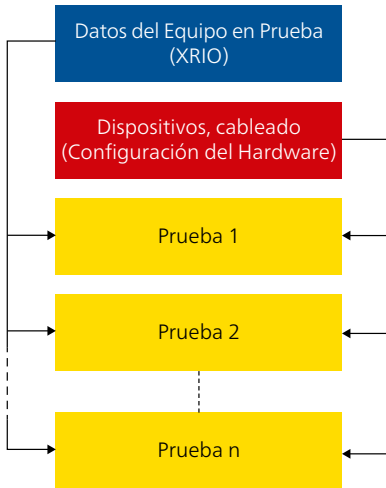 Datos del Equipo en Prueba
(XRIO)
Dispositivos, cableado
(Configuración del Hardware)
Prueba 1
Prueba 2
Prueba n